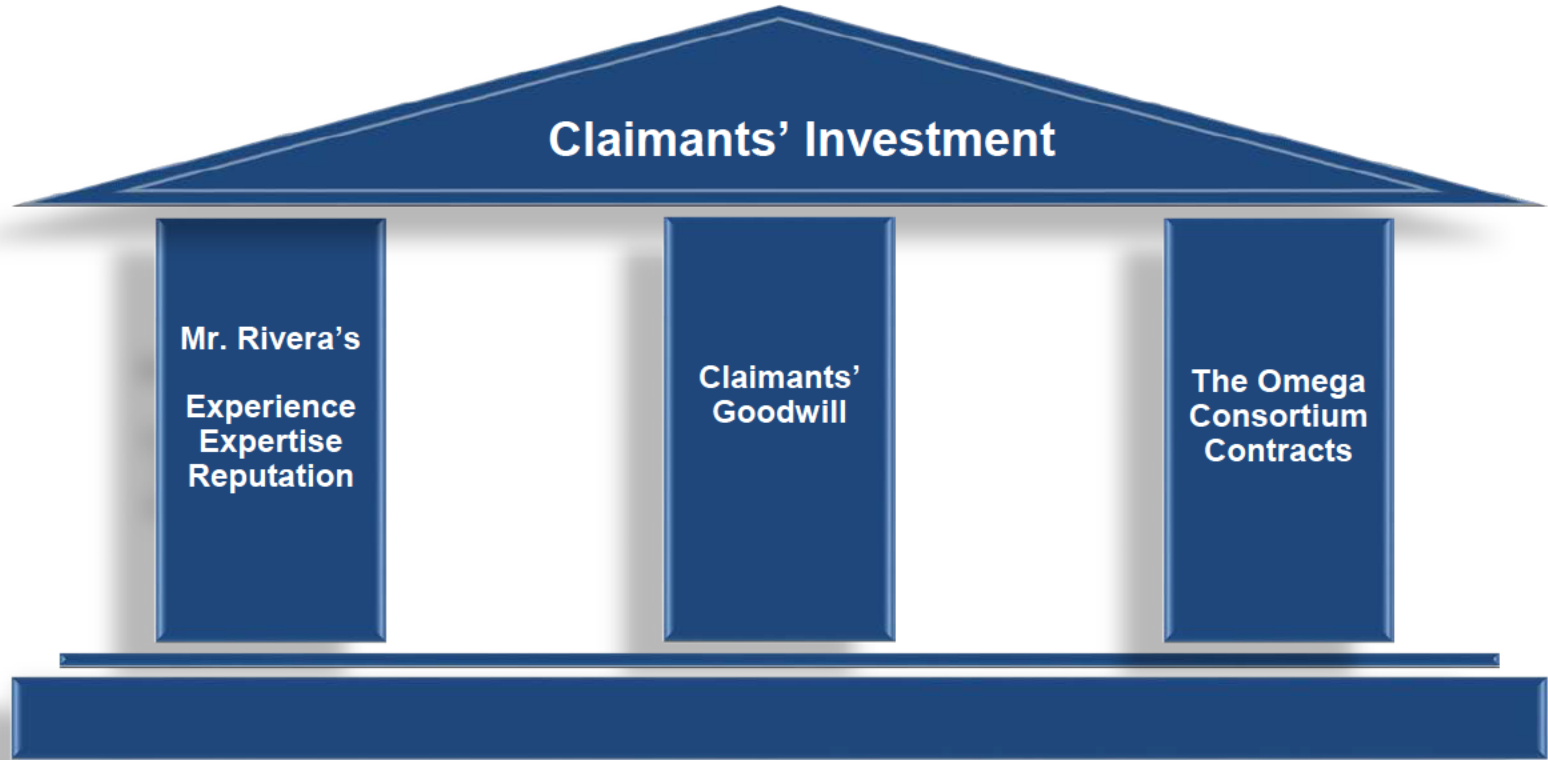 Claimants’ Investment
Mr. Rivera’s
Experience
Expertise
Reputation
Claimants’
Goodwill
The Omega
Consortium
Contracts